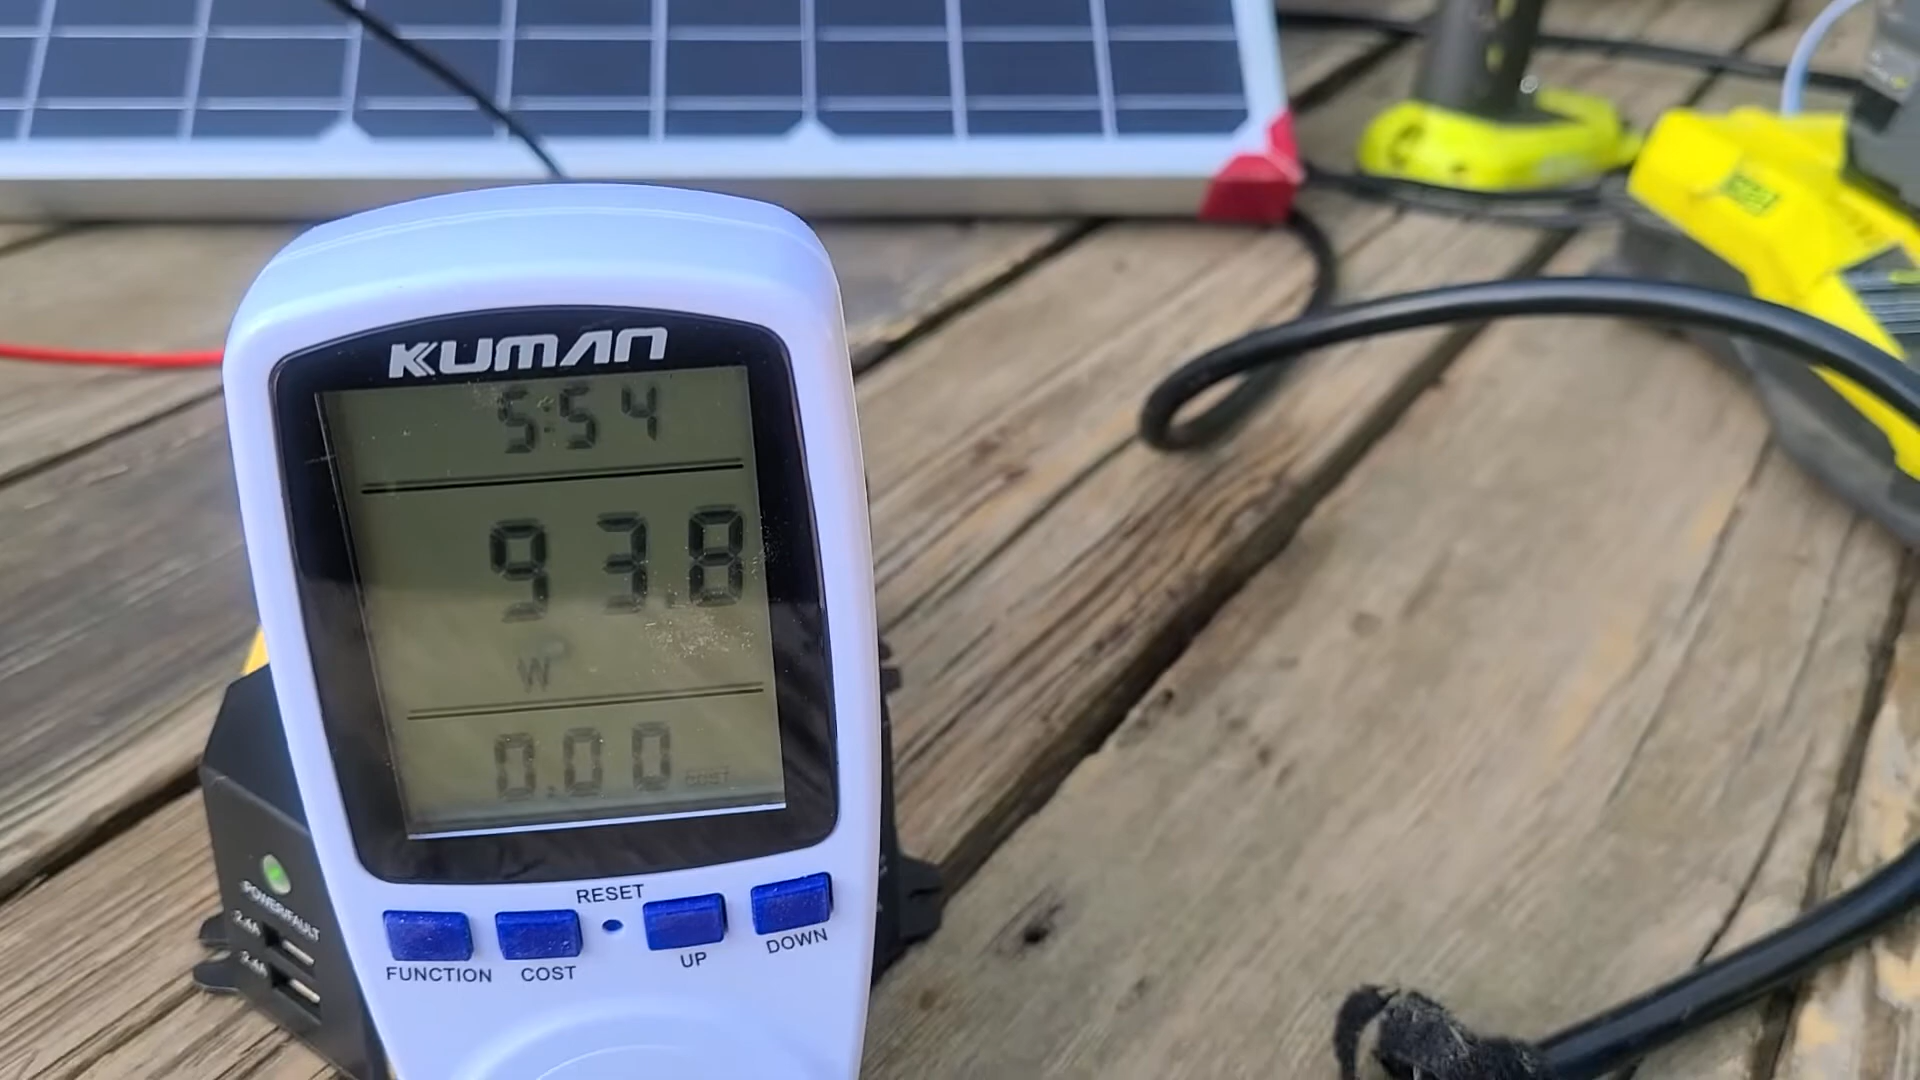 KUMAN
5:54
93.8
W
0.00 COST
RESET
FUNCTION
COST
UP
DOWN
POWER/FAULT
2.4A
2.4A